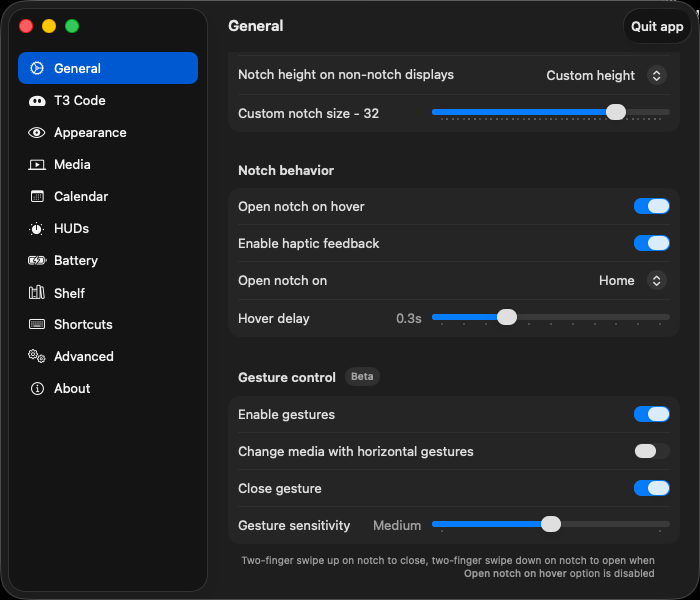 General
Quit app
General
T3 Code
Appearance
Media
Calendar
HUDs
Battery
Shelf
Shortcuts
Advanced
About
Notch height on non-notch displays Custom height
Custom notch size - 32
Notch behavior
Open notch on hover
Enable haptic feedback
Open notch on Home
Hover delay 0.3s
Gesture control Beta
Enable gestures
Change media with horizontal gestures
Close gesture
Gesture sensitivity Medium
Two-finger swipe up on notch to close, two-finger swipe down on notch to open when
Open notch on hover option is disabled